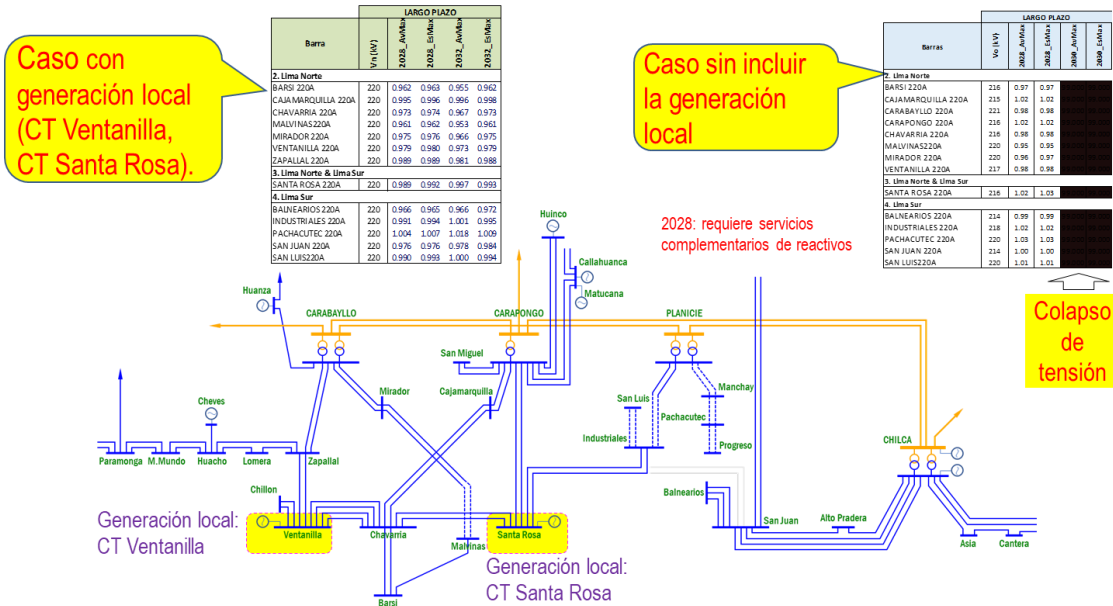 Caso con
generación local
(CT Ventanilla,
CT Santa Rosa).
LARGO PLAZO
Barra Vn (kV) 2028_AvMax 2028_EsMax 2032_AvMax 2032_EsMax
2. Lima Norte
BARSI 220A 220 0.962 0.963 0.955 0.962
CAJAMARQUILLA 220A 220 0.995 0.996 0.996 0.998
CHAVARRIA 220A 220 0.973 0.974 0.967 0.973
MALVINAS220A 220 0.961 0.962 0.953 0.961
MIRADOR 220A 220 0.975 0.976 0.966 0.975
VENTANILLA 220A 220 0.979 0.980 0.973 0.979
ZAPALLAL 220A 220 0.989 0.989 0.981 0.988
3. Lima Norte & Lima Sur
SANTA ROSA 220A 220 0.989 0.992 0.997 0.993
4. Lima Sur
BALNEARIOS 220A 220 0.966 0.965 0.966 0.972
INDUSTRIALES 220A 220 0.991 0.994 1.001 0.995
PACHACUTEC 220A 220 1.004 1.007 1.018 1.009
SAN JUAN 220A 220 0.976 0.976 0.978 0.984
SAN LUIS220A 220 0.990 0.993 1.000 0.994
Caso sin incluir
la generación
local
LARGO PLAZO
Barras Vo (kV) 2028_AvMax 2028_EsMax 2030_AvMax 2030_EsMax
2. Lima Norte
BARSI 220A 216 0.97 0.97
CAJAMARQUILLA 220A 215 1.02 1.02
CARABAYLLO 220A 221 0.98 0.98
CARAPONGO 220A 216 1.02 1.02
CHAVARRIA 220A 216 0.98 0.98
MALVINAS220A 220 0.95 0.95
MIRADOR 220A 220 0.96 0.97
VENTANILLA 220A 217 0.98 0.98
3. Lima Norte & Lima Sur
SANTA ROSA 220A 216 1.02 1.03
4. Lima Sur
BALNEARIOS 220A 214 0.99 0.99
INDUSTRIALES 220A 218 1.02 1.02
PACHACUTEC 220A 220 1.03 1.03
SAN JUAN 220A 214 1.00 1.00
SAN LUIS220A 220 1.01 1.01
Colapso
de
tensión
2028: requiere servicios
complementarios de reactivos
Huinco
Callahuanca
Matucana
Huanza
CARABAYLLO
CARAPONGO
PLANICIE
San Miguel
Mirador
Cajamarquilla
San Luis
Manchay
Pachacutec
Cheves
Industriales
Progreso
CHILCA
Paramonga
M.Mundo
Huacho
Lomera
Zapallal
Chillon
Balnearios
San Juan
Alto Pradera
Asia
Cantera
Ventanilla
Chavarria
Malvinas
Santa Rosa
Barsi
Generación local:
CT Ventanilla
Generación local:
CT Santa Rosa